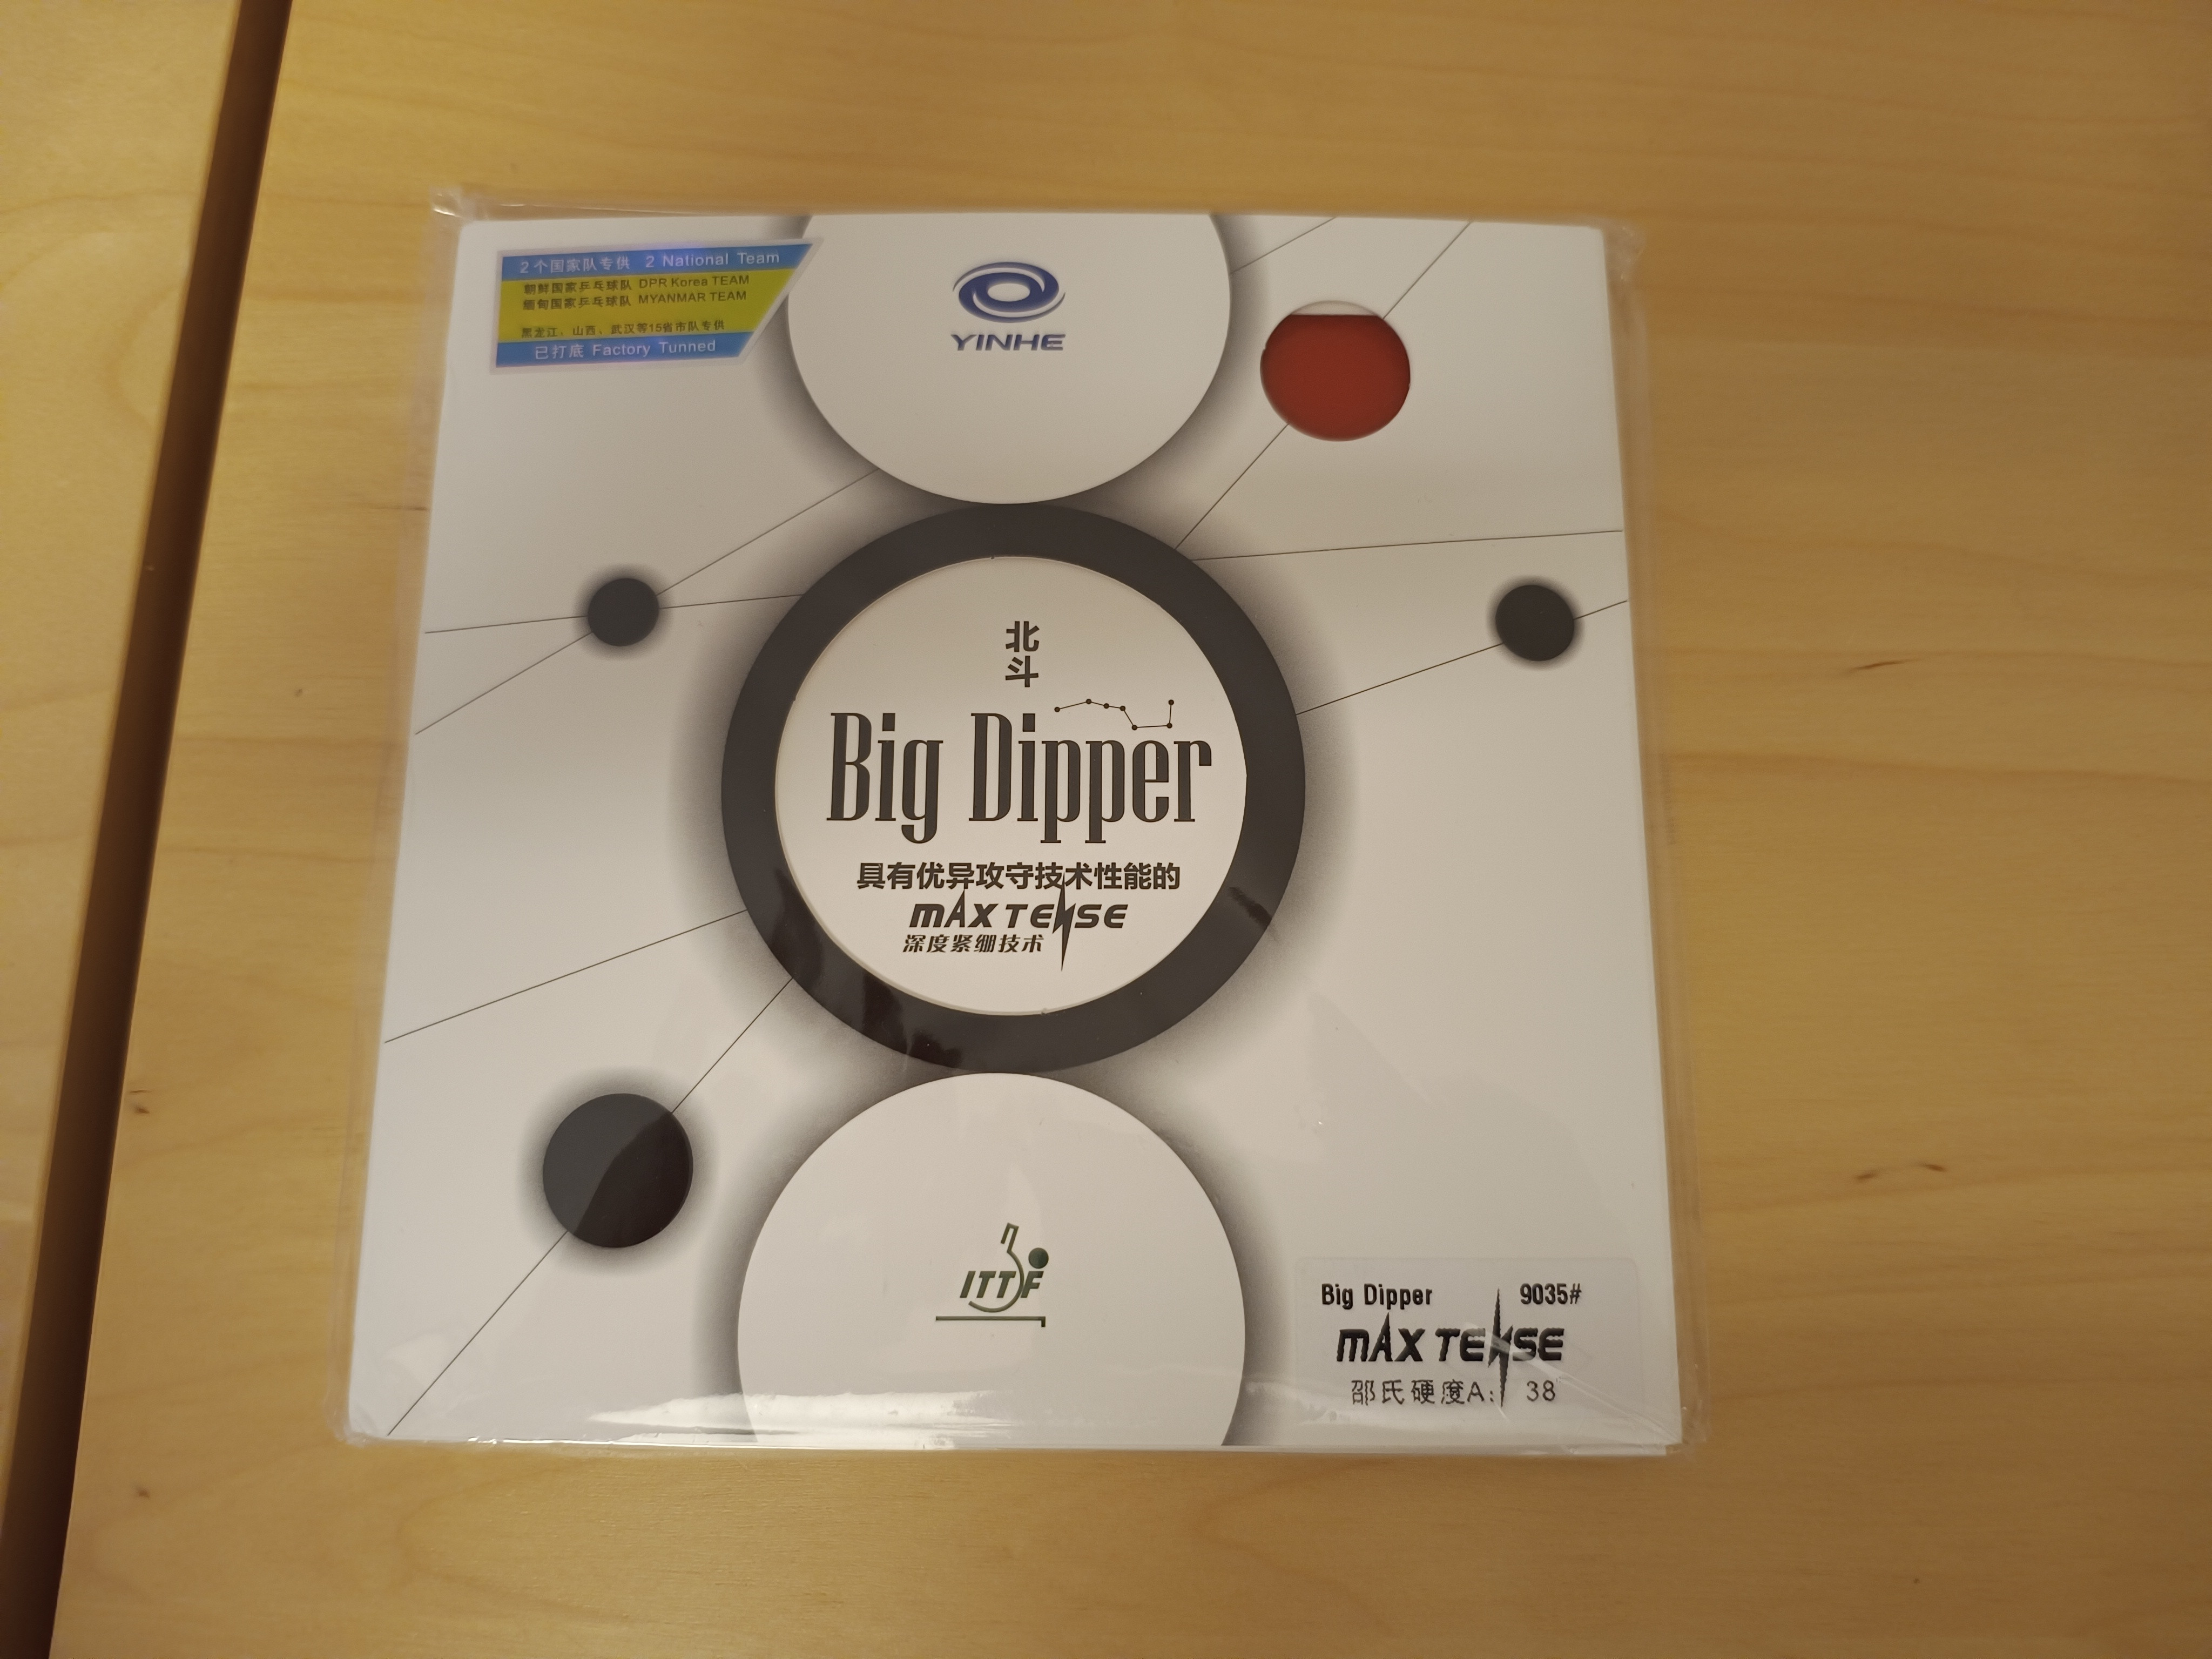 2个国家队专供 2 National Team
朝鲜国家乒乓球队 DPR Korea TEAM
缅甸国家乒乓球队 MYANMAR TEAM
黑龙江、山西、武汉等15省市队专供
已打底 Factory Tunned
YINHE
北
斗
Big Dipper
具有优异攻守技术性能的
MAX TENSE
深度紧绷技术
ITTF
Big Dipper 9035#
MAX TENSE
邵氏硬度A: 38